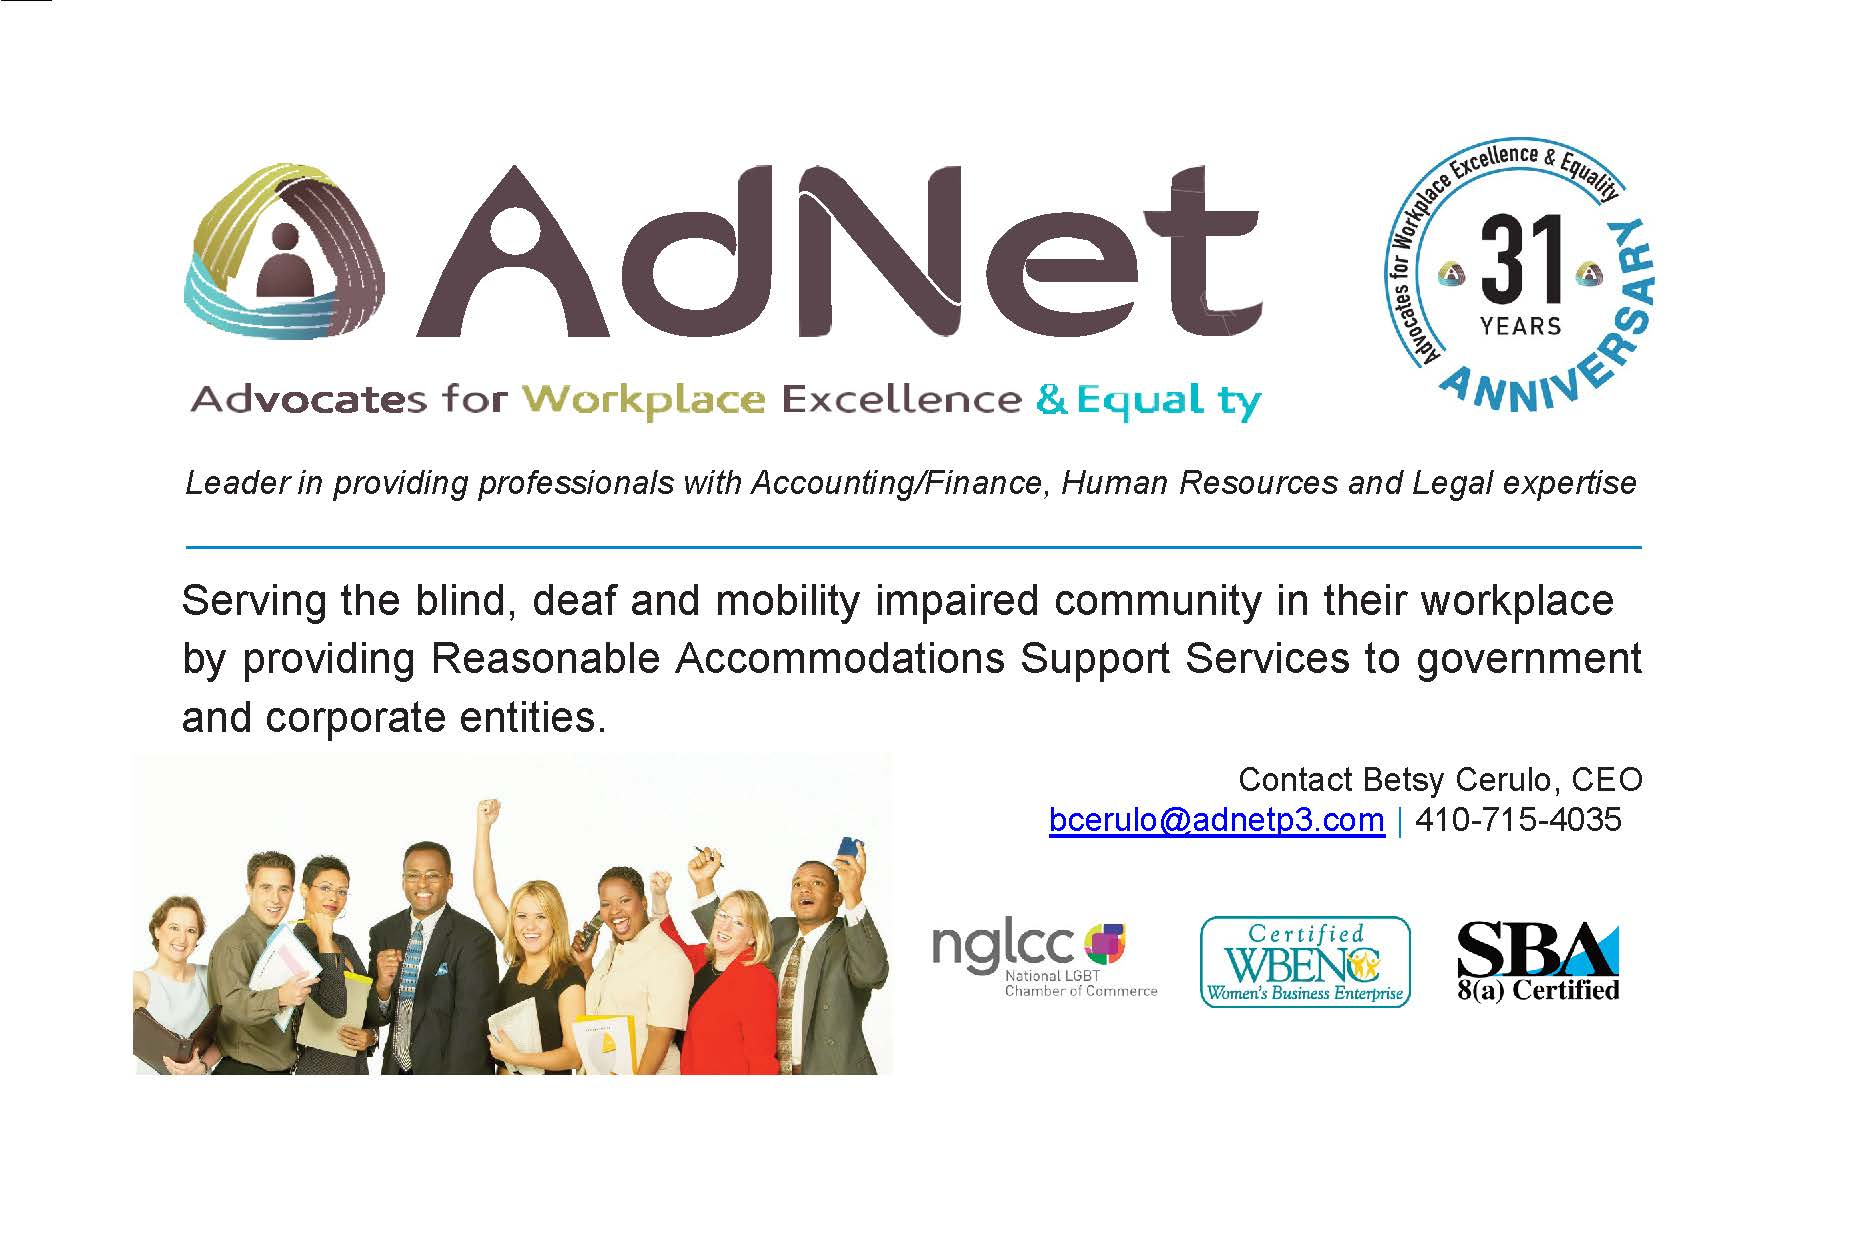 AdNet
Advocates for Workplace Excellence & Equal ty
Advocates for Workplace Excellence & Equality
31
YEARS
ANNIVERSARY
Leader in providing professionals with Accounting/Finance, Human Resources and Legal expertise
Serving the blind, deaf and mobility impaired community in their workplace
by providing Reasonable Accommodations Support Services to government
and corporate entities.
Contact Betsy Cerulo, CEO
bcerulo@adnetp3.com | 410-715-4035
nglcc
National LGBT
Chamber of Commerce
Certified
WBENC
Women's Business Enterprise
SBA
8(a) Certified